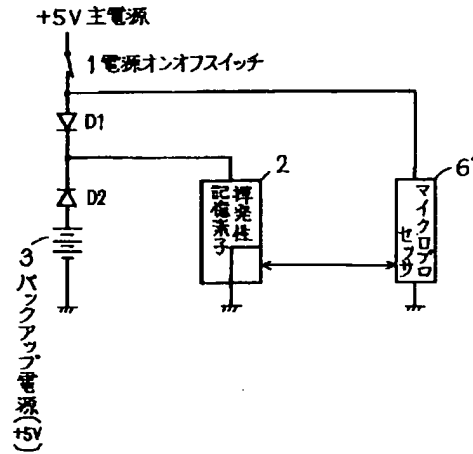 +5V 主電源
1 電源オンオフスイッチ
D1
D2
2
揮発性
記憶素子
6'
マイクロプロ
セッサ
3
バックアップ電源(+5V)